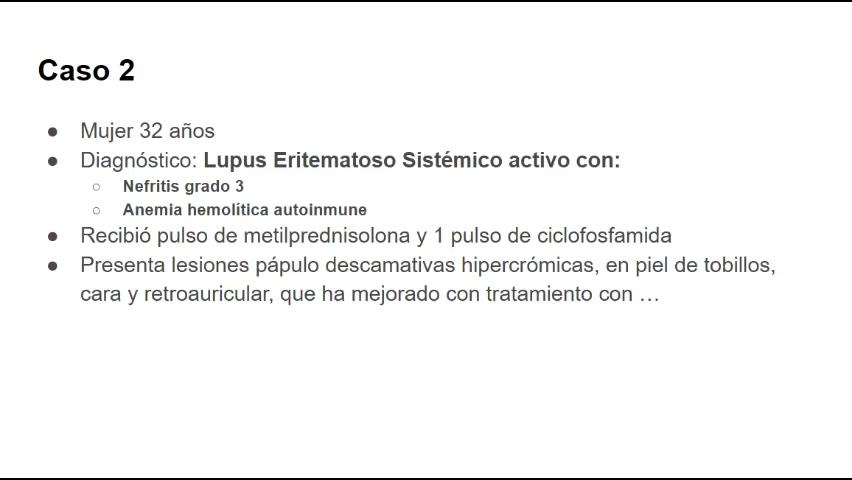 Caso 2
● Mujer 32 años
● Diagnóstico: Lupus Eritematoso Sistémico activo con:
○ Nefritis grado 3
○ Anemia hemolítica autoinmune
● Recibió pulso de metilprednisolona y 1 pulso de ciclofosfamida
● Presenta lesiones pápulo descamativas hipercrómicas, en piel de tobillos,
cara y retroauricular, que ha mejorado con tratamiento con …